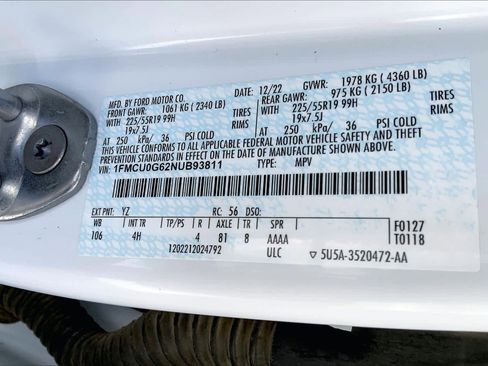 MFD. BY FORD MOTOR CO. DATE: 12/22 GVWR: 1978 KG ( 4360 LB)
FRONT GAWR: 1061 KG ( 2340 LB) REAR GAWR: 975 KG ( 2150 LB)
WITH 225/55R19 99H TIRES WITH 225/55R19 99H TIRES
19x7.5J RIMS 19x7.5J RIMS
AT 250 kPa/ 36 PSI COLD AT 250 kPa/ 36 PSI COLD
THIS VEHICLE CONFORMS TO ALL APPLICABLE FEDERAL MOTOR VEHICLE SAFETY AND THEFT
PREVENTION STANDARDS IN EFFECT ON THE DATE OF MANUFACTURE SHOWN ABOVE.
VIN: 1FMCU0G62NUB93811 TYPE: MPV
EXT PNT: YZ RC: 56 DSO:
WB INT TR TP/PS R AXLE TR SPR F0127
106 4H 4 81 8 AAAA T0118
1202212024792 ULC ▽ 5U5A-3520472-AA